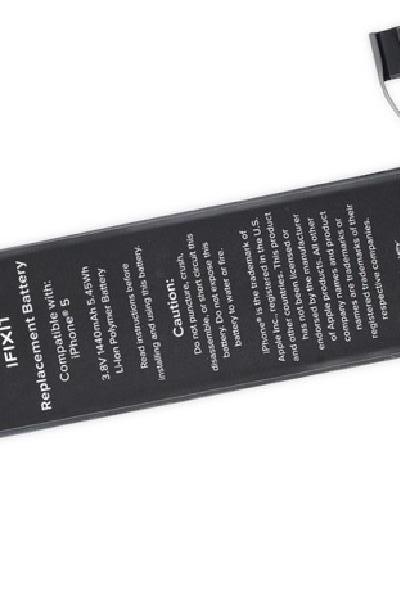 IFIXIT
Replacement Battery
Compatible with:
iPhone® 5
3.8V 1440mAh 5.45Wh
Li-Ion Polymer Battery
Read instructions before
installing and using this battery.
Caution:
Do not puncture, crush,
disassemble, or short circuit this
battery. Do not expose this
battery to water or fire.
iPhone® is the trademark of
Apple Inc., registered in the U.S.
and other countries. This product
has not been licensed or
endorsed by the manufacturer
of Apple products. All other
company names and product
names are trademarks or
registered trademarks of their
respective companies.